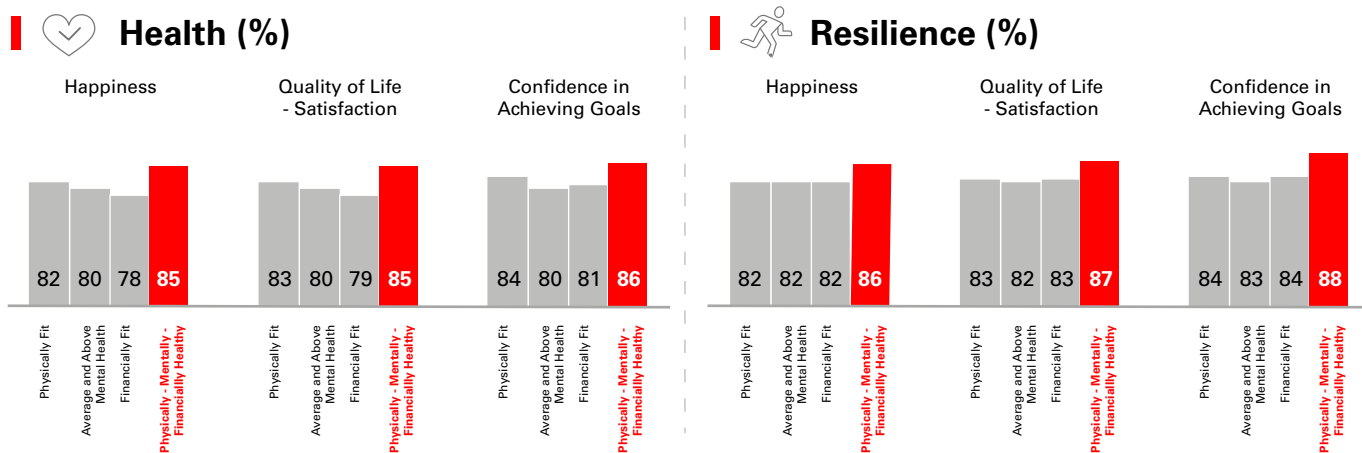 Health (%)
Happiness
82
80
78
85
Physically Fit
Average and Above
Mental Health
Financially Fit
Physically - Mentally -
Financiallly Healthy
Quality of Life
- Satisfaction
83
80
79
85
Physically Fit
Average and Above
Mental Health
Financially Fit
Physically - Mentally -
Financiallly Healthy
Confidence in
Achieving Goals
84
80
81
86
Physically Fit
Average and Above
Mental Health
Financially Fit
Physically - Mentally -
Financiallly Healthy
Resilience (%)
Happiness
82
82
82
86
Physically Fit
Average and Above
Mental Health
Financially Fit
Physically - Mentally -
Financiallly Healthy
Quality of Life
- Satisfaction
83
82
83
87
Physically Fit
Average and Above
Mental Health
Financially Fit
Physically - Mentally -
Financiallly Healthy
Confidence in
Achieving Goals
84
83
84
88
Physically Fit
Average and Above
Mental Health
Financially Fit
Physically - Mentally -
Financiallly Healthy